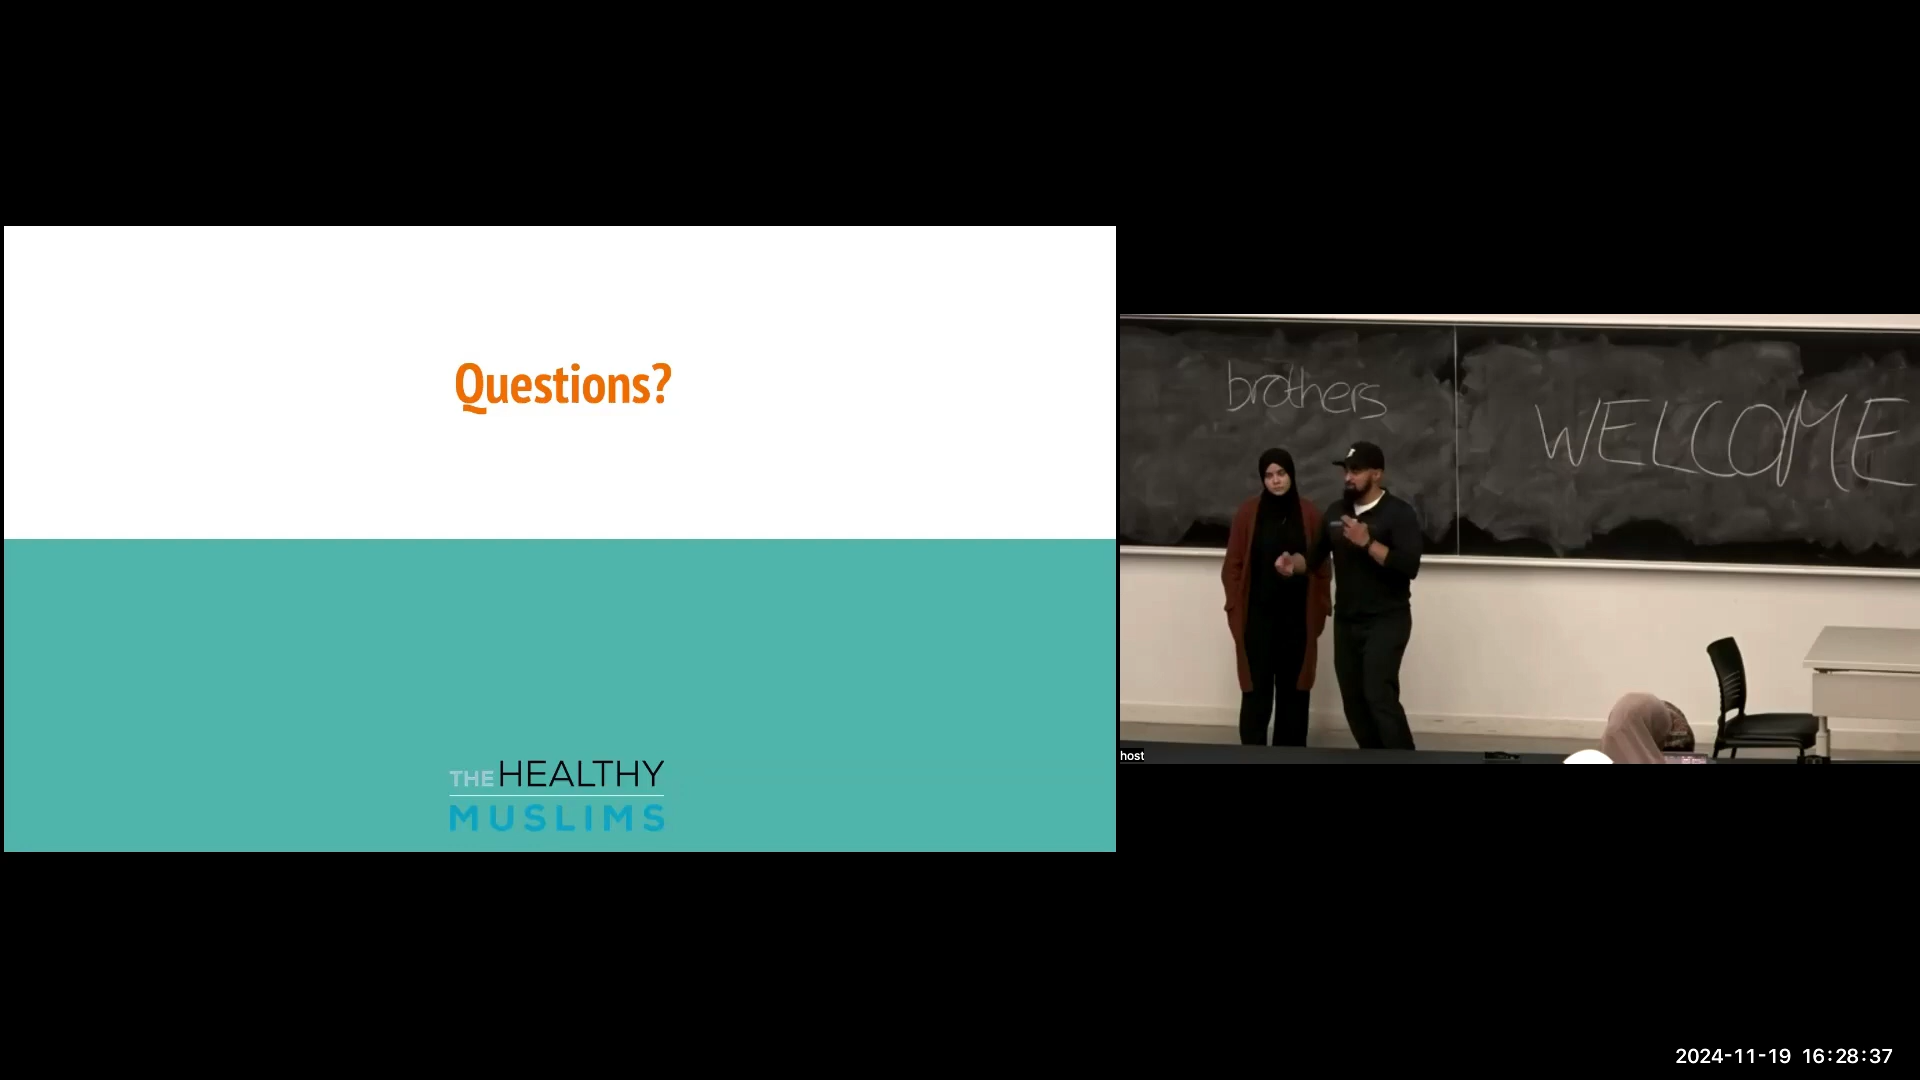 Questions?
THE HEALTHY
MUSLIMS
brothers
WELCOME
host
2024-11-19 16:28:37